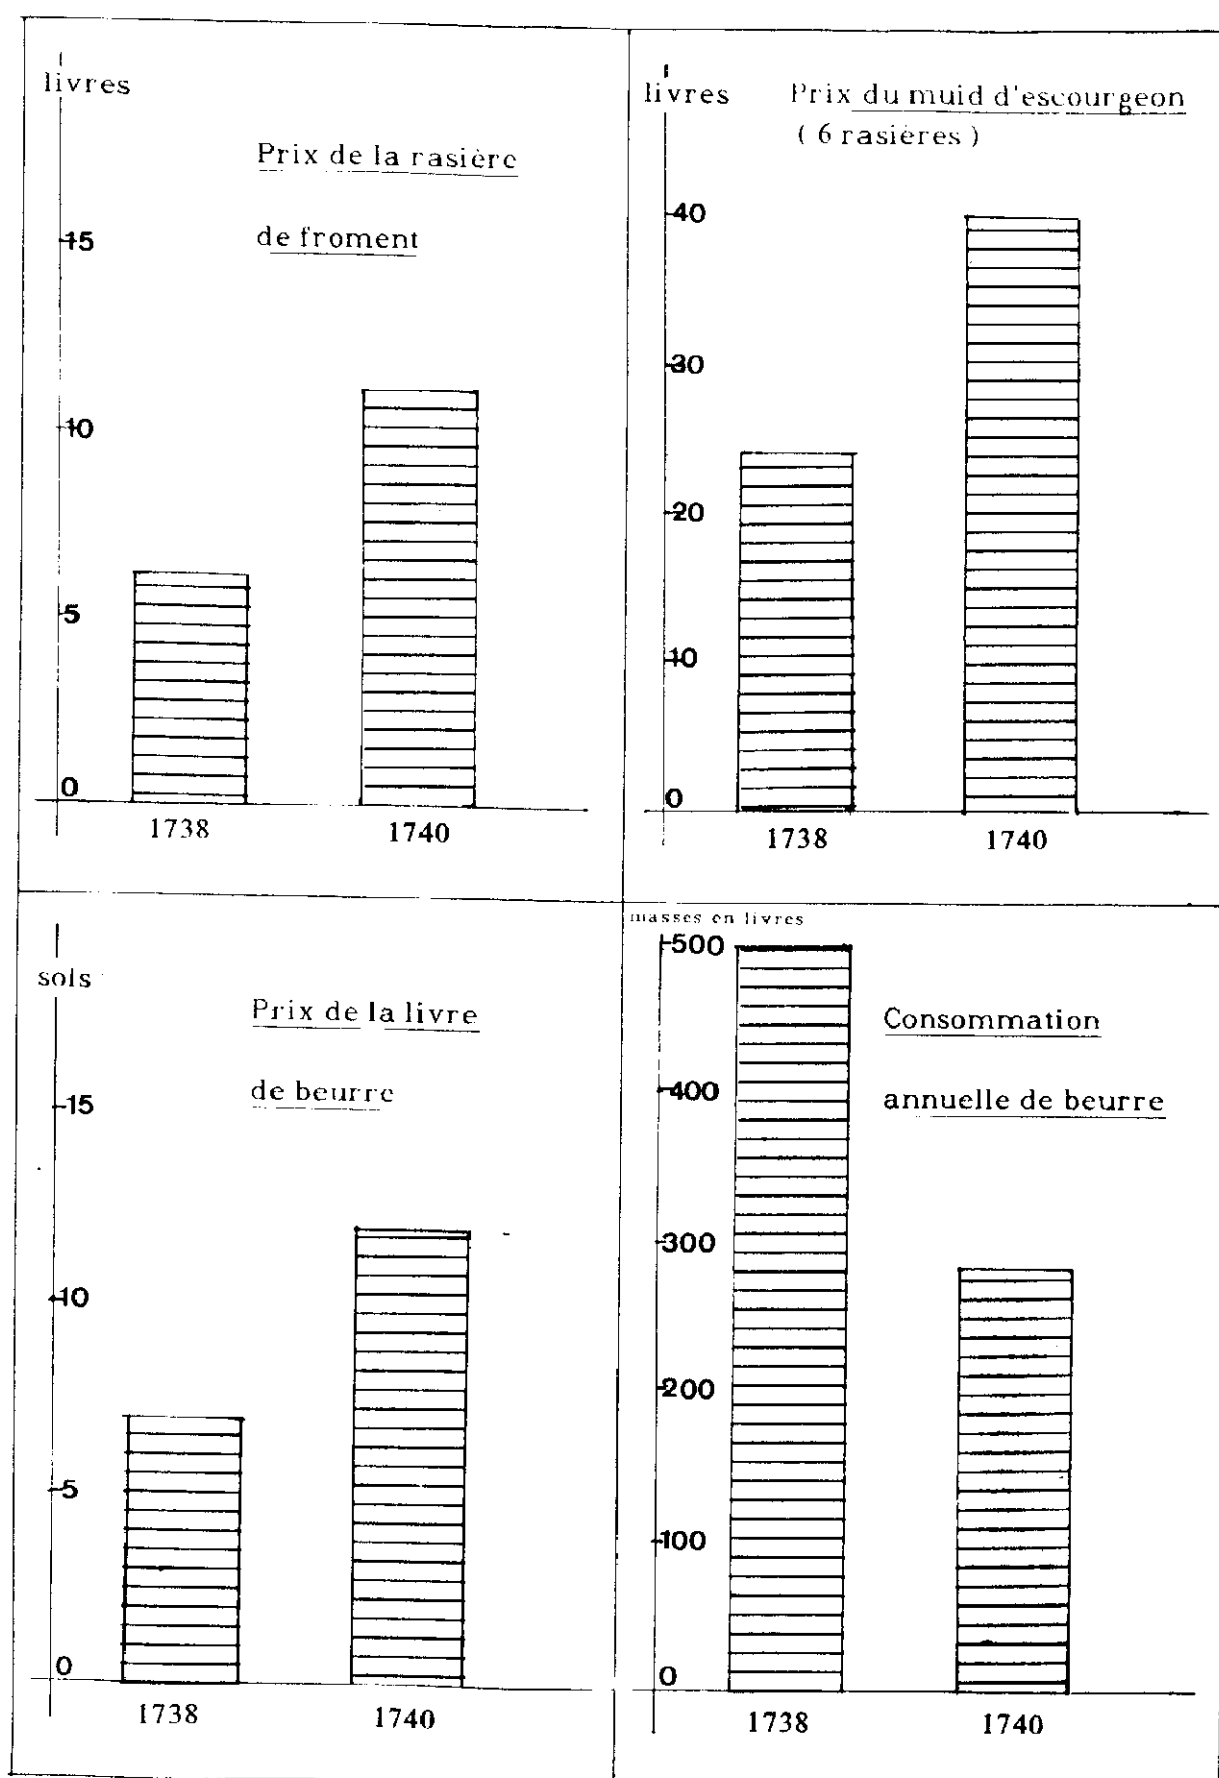 livres
Prix de la rasière
de froment
15
10
5
0
1738
1740
livres
Prix du muid d'escourgeon
( 6 rasières )
40
30
20
10
0
1738
1740
sols
Prix de la livre
de beurre
15
10
5
0
1738
1740
masses en livres
500
Consommation
annuelle de beurre
400
300
200
100
0
1738
1740